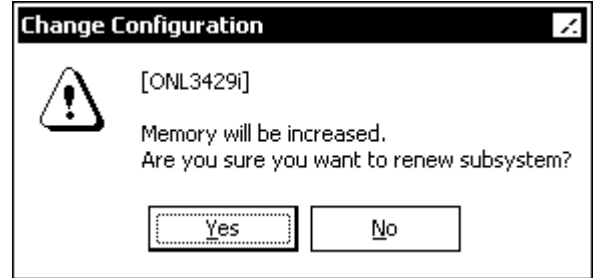 Change Configuration
[ONL3429i]
Memory will be increased.
Are you sure you want to renew subsystem?
Yes
No